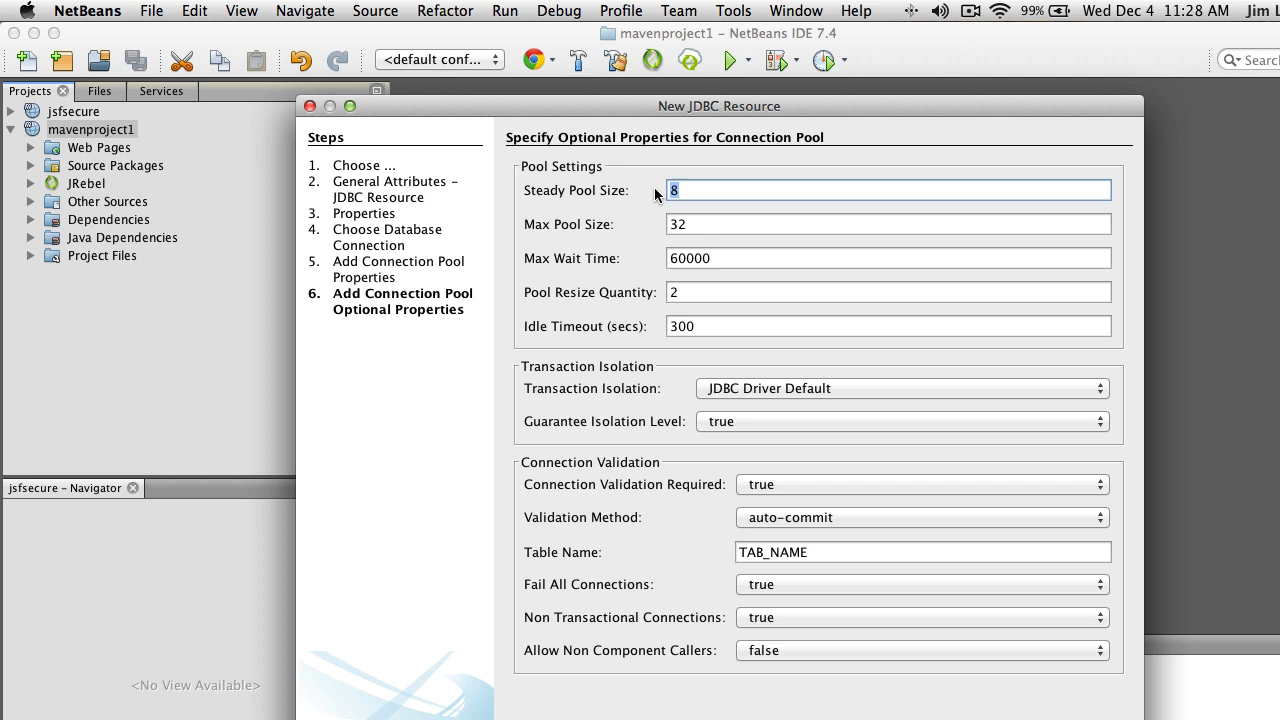 NetBeans File Edit View Navigate Source Refactor Run Debug Profile Team Tools Window Help 99% Wed Dec 4 11:28 AM Jim L
mavenproject1 – NetBeans IDE 7.4
<default conf... Search
Projects Files Services
jsfsecure
mavenproject1
Web Pages
Source Packages
JRebel
Other Sources
Dependencies
Java Dependencies
Project Files
jsfsecure – Navigator
<No View Available>
New JDBC Resource
Steps
1. Choose ...
2. General Attributes –
JDBC Resource
3. Properties
4. Choose Database
Connection
5. Add Connection Pool
Properties
6. Add Connection Pool
Optional Properties
Specify Optional Properties for Connection Pool
Pool Settings
Steady Pool Size: 8
Max Pool Size: 32
Max Wait Time: 60000
Pool Resize Quantity: 2
Idle Timeout (secs): 300
Transaction Isolation
Transaction Isolation: JDBC Driver Default
Guarantee Isolation Level: true
Connection Validation
Connection Validation Required: true
Validation Method: auto-commit
Table Name: TAB_NAME
Fail All Connections: true
Non Transactional Connections: true
Allow Non Component Callers: false